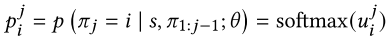 p_i^j = p (π_j = i | s, π_{1:j−1}; θ) = softmax(u_i^j)